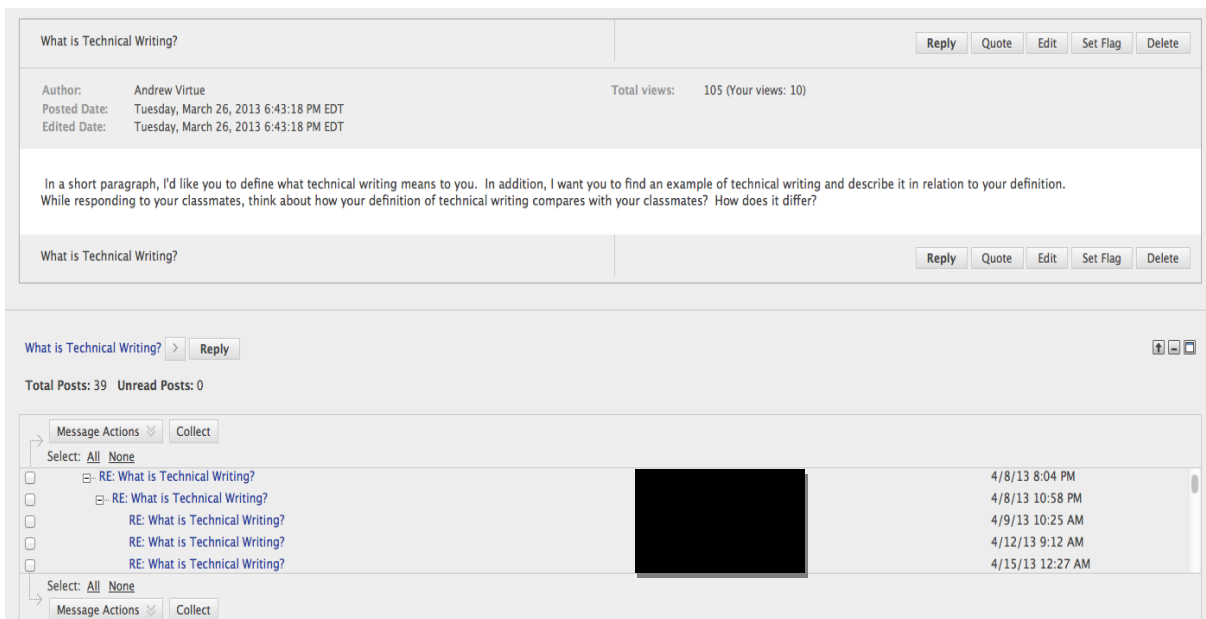 What is Technical Writing?
Reply Quote Edit Set Flag Delete
Author: Andrew Virtue Total views: 105 (Your views: 10)
Posted Date: Tuesday, March 26, 2013 6:43:18 PM EDT
Edited Date: Tuesday, March 26, 2013 6:43:18 PM EDT
In a short paragraph, I'd like you to define what technical writing means to you. In addition, I want you to find an example of technical writing and describe it in relation to your definition.
While responding to your classmates, think about how your definition of technical writing compares with your classmates? How does it differ?
What is Technical Writing?
Reply Quote Edit Set Flag Delete
What is Technical Writing? > Reply
Total Posts: 39 Unread Posts: 0
Message Actions Collect
Select: All None
RE: What is Technical Writing? 4/8/13 8:04 PM
RE: What is Technical Writing? 4/8/13 10:58 PM
RE: What is Technical Writing? 4/9/13 10:25 AM
RE: What is Technical Writing? 4/12/13 9:12 AM
RE: What is Technical Writing? 4/15/13 12:27 AM
Select: All None
Message Actions Collect